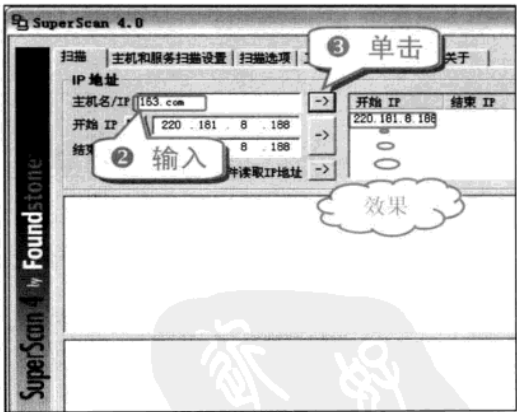 SuperScan 4.0
扫描 主机和服务扫描设置 扫描选项 关于
❸ 单击
IP 地址
主机名/IP 163.com ->
开始 IP 220 .181 . 8 .188 ->
8 .188
件读取IP地址 ->
❷ 输入
开始 IP 结束 IP
220.181.8.188
效果
SuperScan 4 by Foundstone